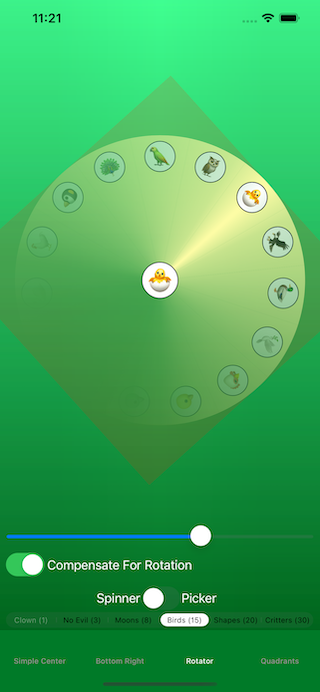 11:21
Compensate For Rotation
Spinner Picker
Clown (1) No Evil (3) Moons (8) Birds (15) Shapes (20) Critters (30)
Simple Center Bottom Right Rotator Quadrants